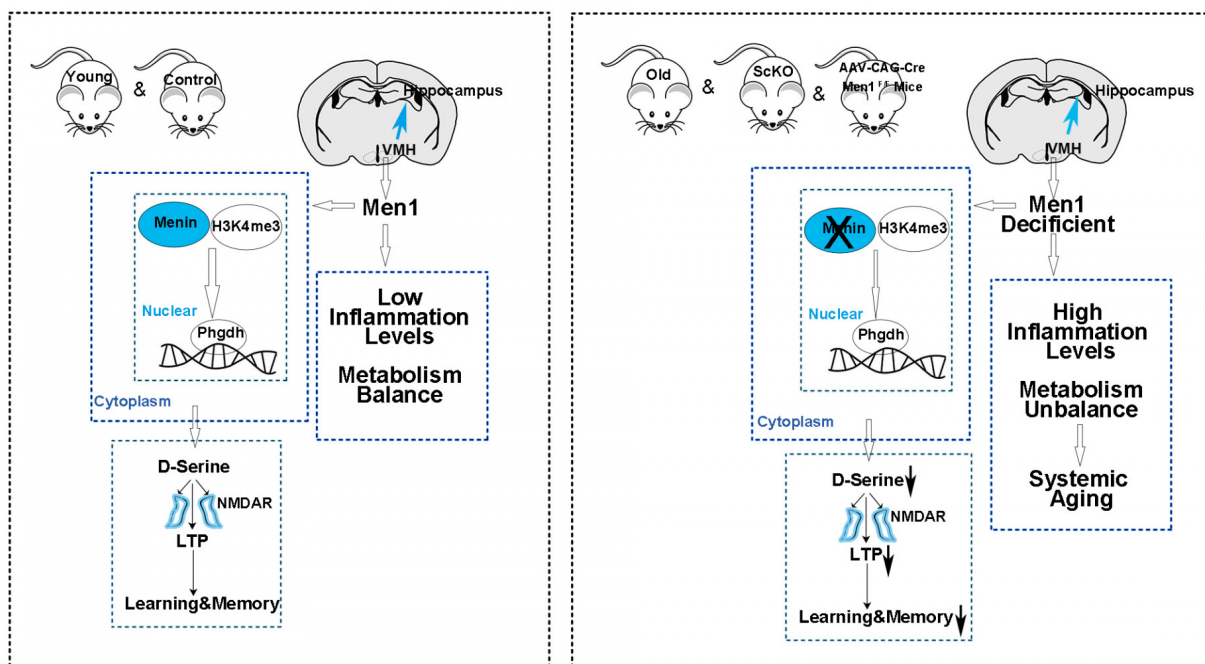 Young
&
Control
Hippocampus
VMH
Men1
Menin
H3K4me3
Nuclear
Phgdh
Cytoplasm
Low
Inflammation
Levels
Metabolism
Balance
D-Serine
NMDAR
LTP
Learning&Memory
Old
&
ScKO
&
AAV-CAG-Cre
Men1 F/F Mice
Hippocampus
VMH
Men1
Decificient
Menin
H3K4me3
Nuclear
Phgdh
Cytoplasm
High
Inflammation
Levels
Metabolism
Unbalance
Systemic
Aging
D-Serine
NMDAR
LTP
Learning&Memory